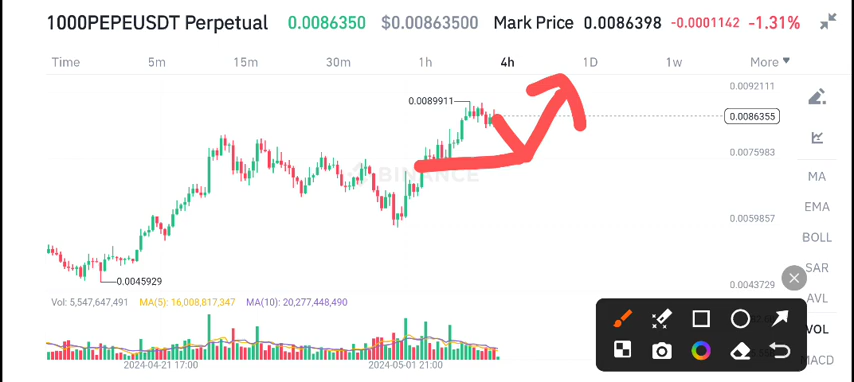 1000PEPEUSDT Perpetual 0.0086350 $0.00863500 Mark Price 0.0086398 -0.0001142 -1.31%
Time 5m 15m 30m 1h 4h 1D 1w More
0.0092111
0.0089911
0.0086355
0.0075983
MA
BINANCE
EMA
0.0059857
BOLL
SAR
0.0045929
0.0043729
AVL
Vol: 5,547,647,491 MA(5): 16,008,817,347 MA(10): 20,277,448,490
VOL
MACD
2024-04-21 17:00 2024-05-01 21:00